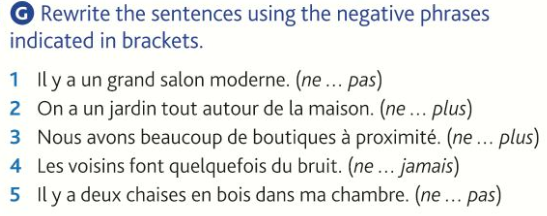 G Rewrite the sentences using the negative phrases
indicated in brackets.
1 Il y a un grand salon moderne. (ne … pas)
2 On a un jardin tout autour de la maison. (ne … plus)
3 Nous avons beaucoup de boutiques à proximité. (ne … plus)
4 Les voisins font quelquefois du bruit. (ne … jamais)
5 Il y a deux chaises en bois dans ma chambre. (ne … pas)